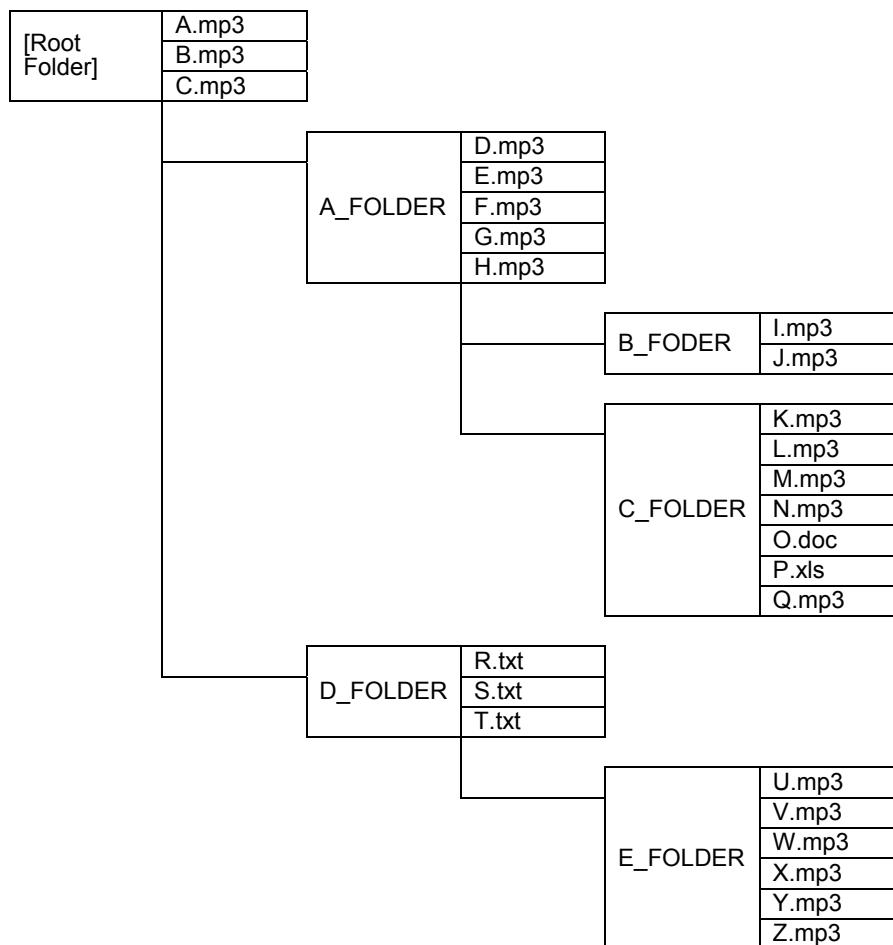 [Root
Folder]
A.mp3
B.mp3
C.mp3
A_FOLDER
D.mp3
E.mp3
F.mp3
G.mp3
H.mp3
B_FODER
I.mp3
J.mp3
C_FOLDER
K.mp3
L.mp3
M.mp3
N.mp3
O.doc
P.xls
Q.mp3
D_FOLDER
R.txt
S.txt
T.txt
E_FOLDER
U.mp3
V.mp3
W.mp3
X.mp3
Y.mp3
Z.mp3